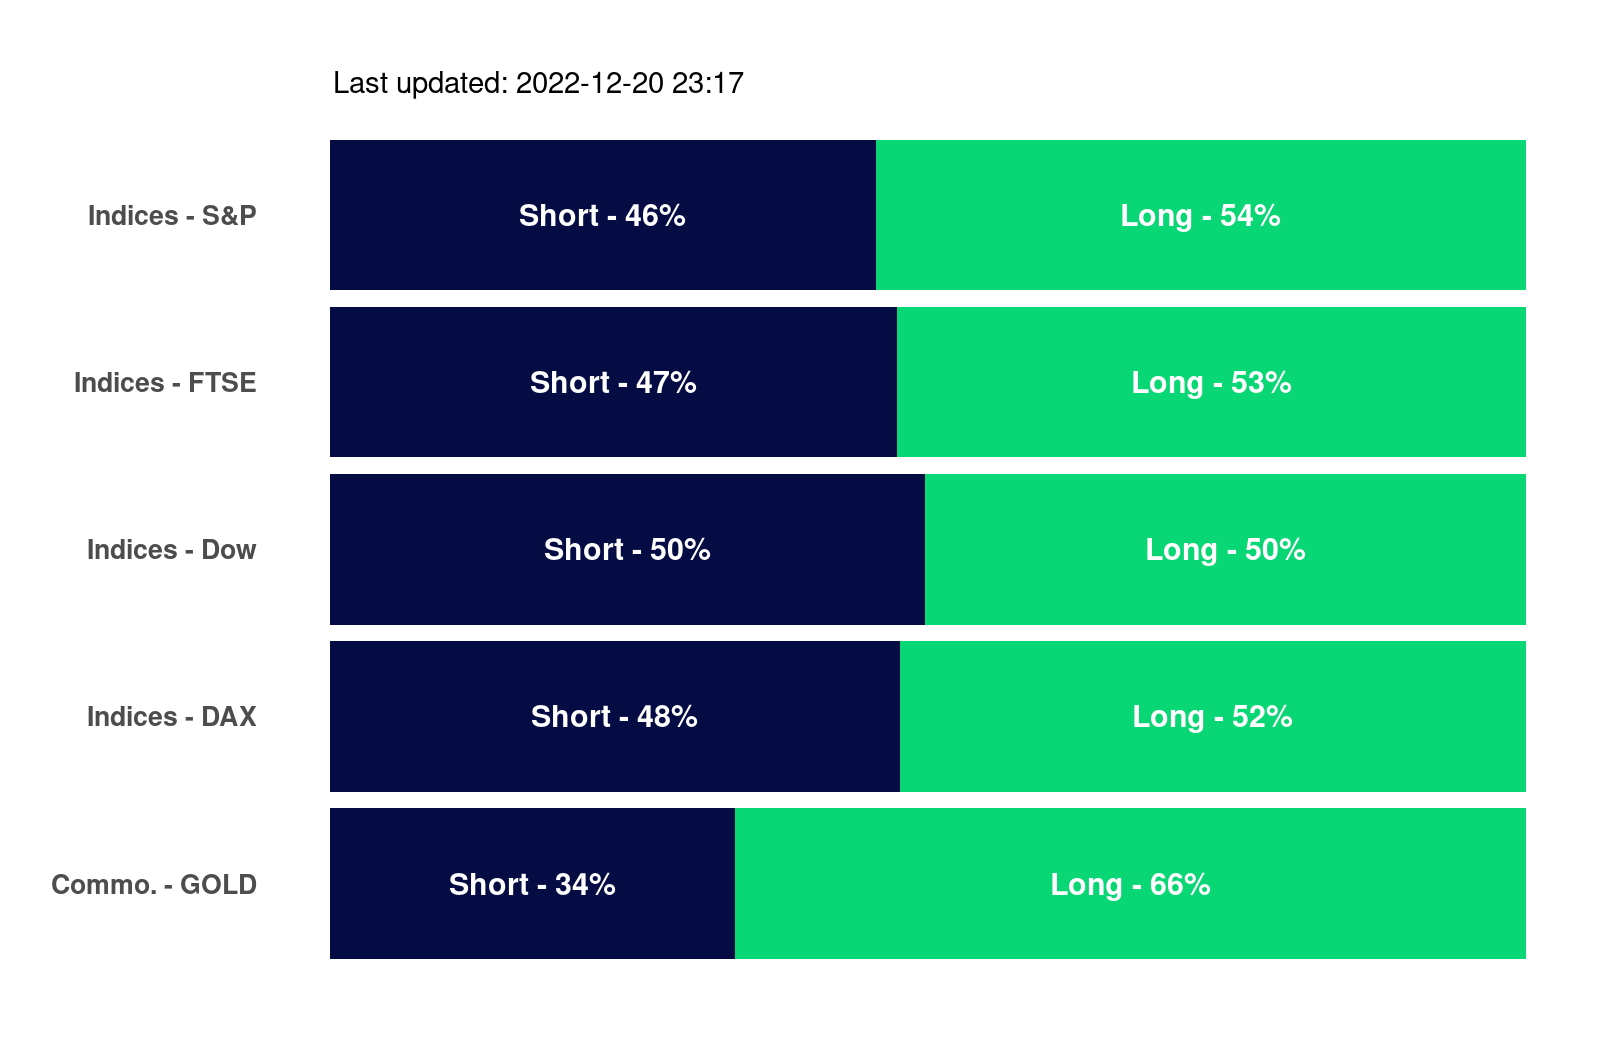 Last updated: 2022-12-20 23:17
Indices - S&P Short - 46% Long - 54%
Indices - FTSE Short - 47% Long - 53%
Indices - Dow Short - 50% Long - 50%
Indices - DAX Short - 48% Long - 52%
Commo. - GOLD Short - 34% Long - 66%